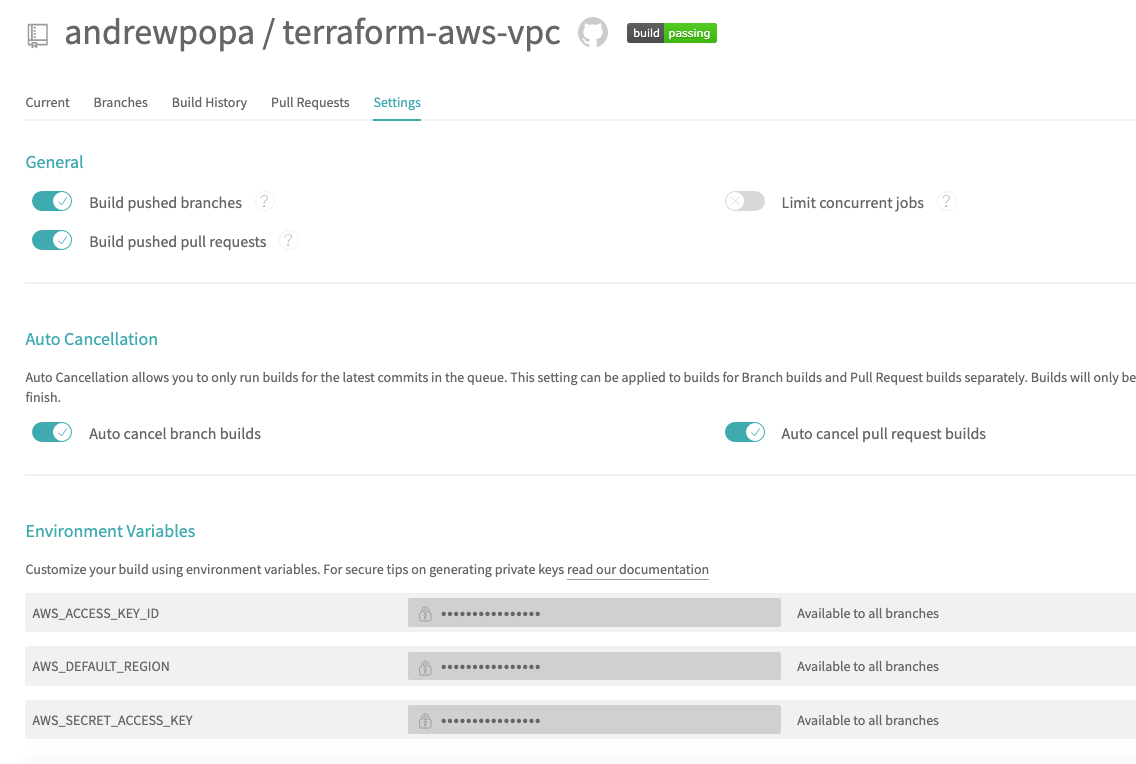 andrewpopa / terraform-aws-vpc build passing
Current Branches Build History Pull Requests Settings
General
Build pushed branches ? Limit concurrent jobs ?
Build pushed pull requests ?
Auto Cancellation
Auto Cancellation allows you to only run builds for the latest commits in the queue. This setting can be applied to builds for Branch builds and Pull Request builds separately. Builds will only be
finish.
Auto cancel branch builds Auto cancel pull request builds
Environment Variables
Customize your build using environment variables. For secure tips on generating private keys read our documentation
AWS_ACCESS_KEY_ID •••••••••••••••• Available to all branches
AWS_DEFAULT_REGION •••••••••••••••• Available to all branches
AWS_SECRET_ACCESS_KEY •••••••••••••••• Available to all branches